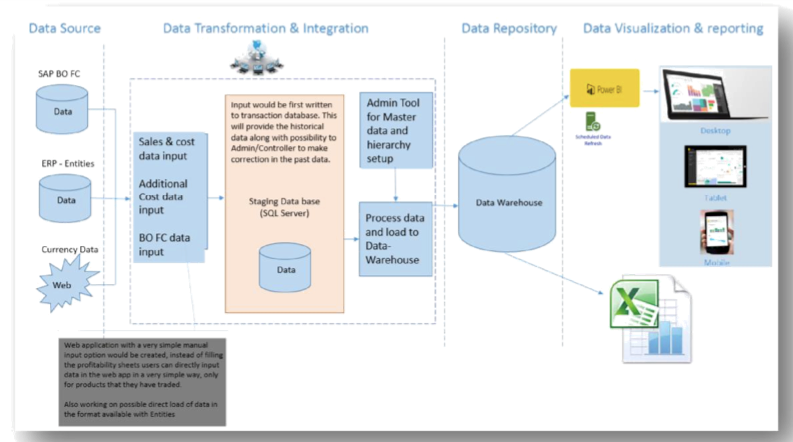 Data Source
Data Transformation & Integration
Data Repository
Data Visualization & reporting
SAP BO FC
Data
ERP - Entities
Data
Currency Data
Web
Sales & cost
data input
Additional
Cost data
input
BO FC data
input
Input would be first written
to transaction database. This
will provide the historical
data along with possibility to
Admin/Controller to make
correction in the past data.
Staging Data base
(SQL Server)
Data
Admin Tool
for Master
data and
hierarchy
setup
Process data
and load to
Data-
Warehouse
Data Warehouse
Power BI
Scheduled Data
Refresh
Desktop
Tablet
Mobile
Web application with a very simple manual
input option would be created, instead of filling
the profitability sheets users can directly input
data in the web app in a very simple way, only
for products that they have traded.
Also working on possible direct load of data in
the format available with Entities